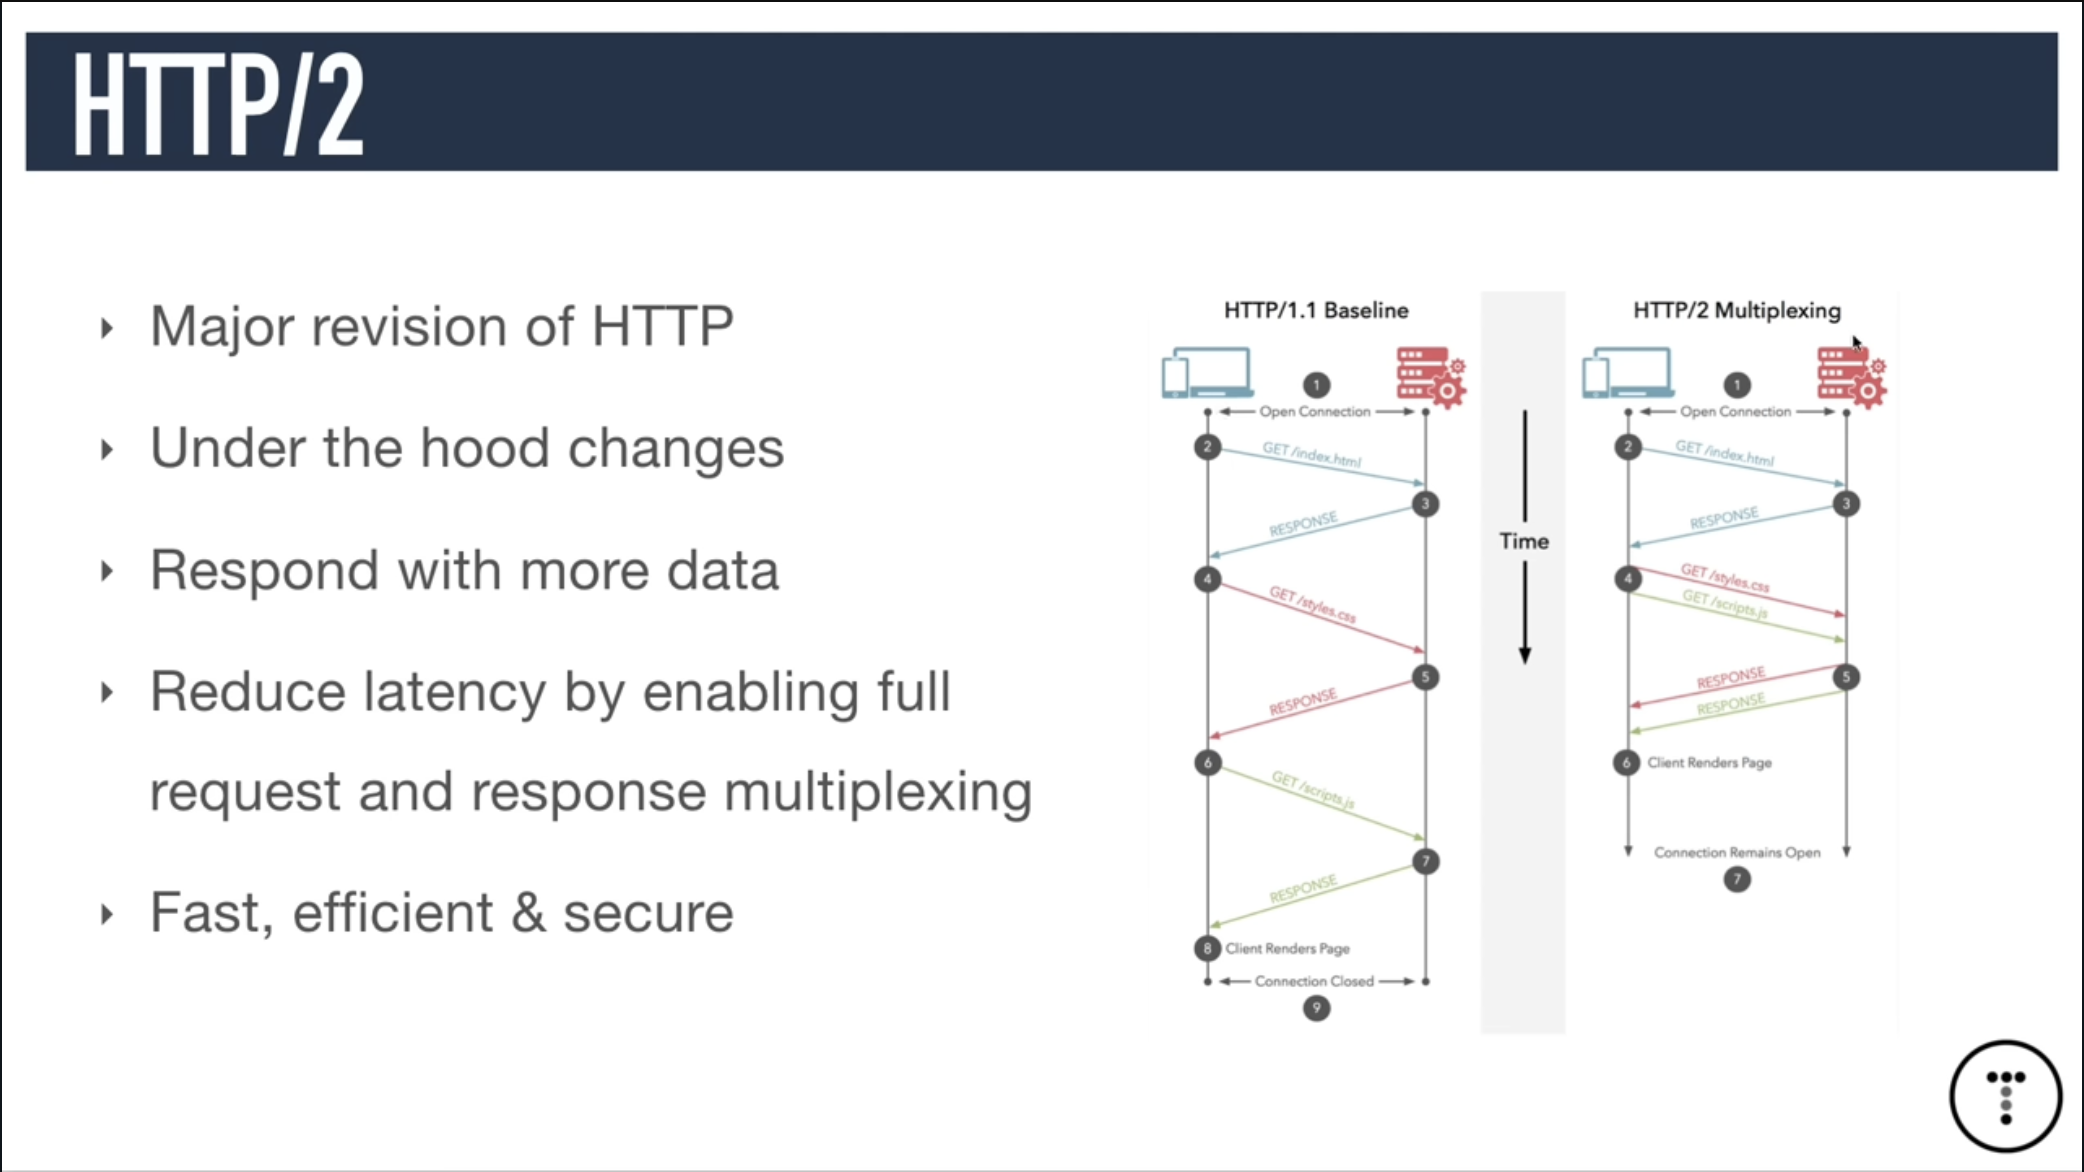 HTTP/2
Major revision of HTTP
Under the hood changes
Respond with more data
Reduce latency by enabling full
request and response multiplexing
Fast, efficient & secure
HTTP/1.1 Baseline
1
Open Connection
2
GET /index.html
3
RESPONSE
4
GET /styles.css
5
RESPONSE
6
GET /scripts.js
7
RESPONSE
8 Client Renders Page
Connection Closed
9
Time
HTTP/2 Multiplexing
1
Open Connection
2
GET /index.html
3
RESPONSE
4
GET /styles.css
GET /scripts.js
5
RESPONSE
RESPONSE
6 Client Renders Page
Connection Remains Open
7
T